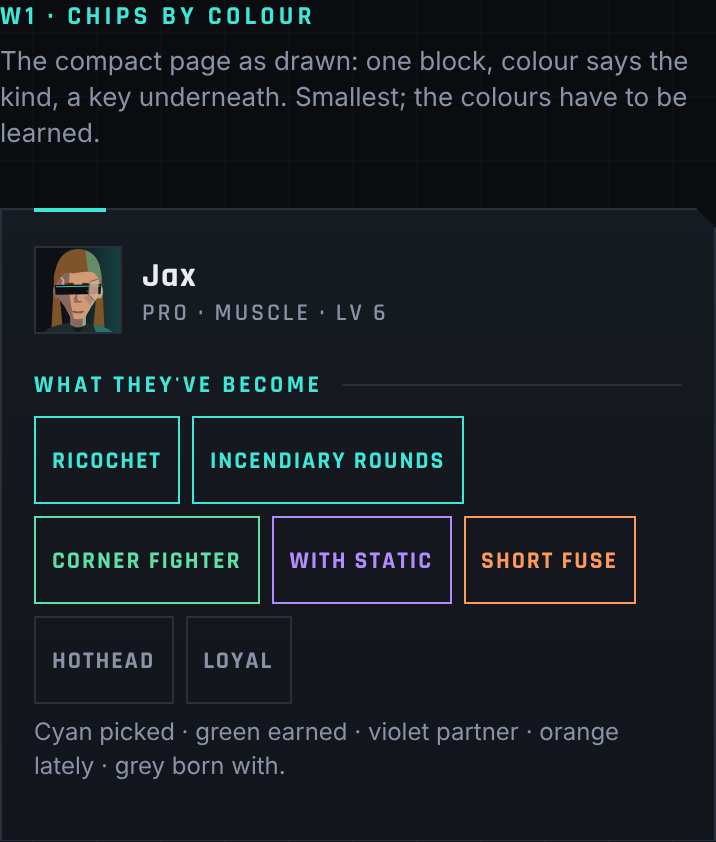 W1 · CHIPS BY COLOUR
The compact page as drawn: one block, colour says the
kind, a key underneath. Smallest; the colours have to be
learned.
Jax
PRO · MUSCLE · LV 6
WHAT THEY'VE BECOME
RICOCHET INCENDIARY ROUNDS
CORNER FIGHTER WITH STATIC SHORT FUSE
HOTHEAD LOYAL
Cyan picked · green earned · violet partner · orange
lately · grey born with.